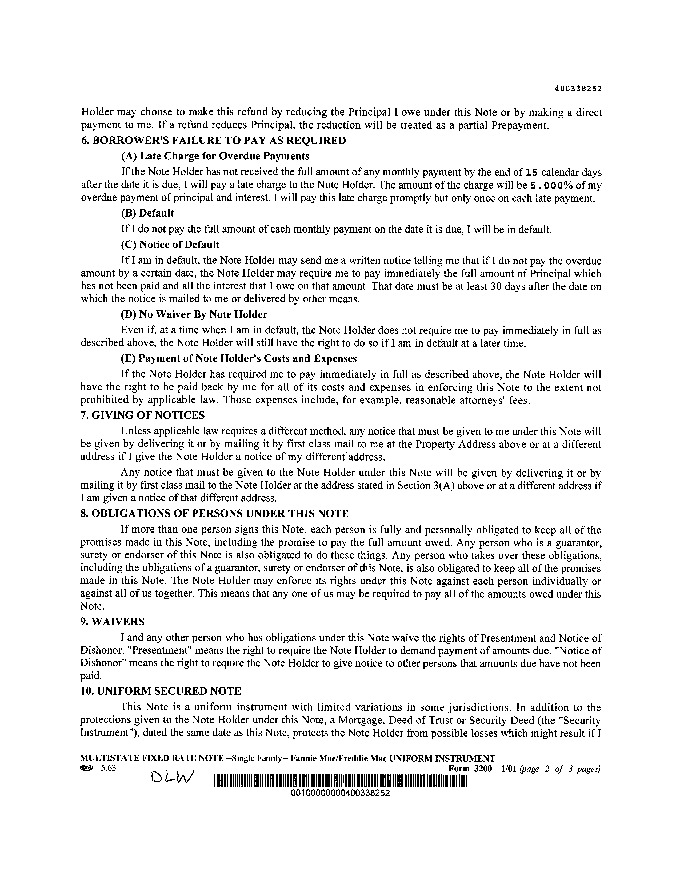 400338252
Holder may choose to make this refund by reducing the Principal I owe under this Note or by making a direct
payment to me. If a refund reduces Principal, the reduction will be treated as a partial Prepayment.
6. BORROWER'S FAILURE TO PAY AS REQUIRED
(A) Late Charge for Overdue Payments
If the Note Holder has not received the full amount of any monthly payment by the end of 15 calendar days
after the date it is due, I will pay a late charge to the Note Holder. The amount of the charge will be 5.000% of my
overdue payment of principal and interest. I will pay this late charge promptly but only once on each late payment.
(B) Default
If I do not pay the full amount of each monthly payment on the date it is due, I will be in default.
(C) Notice of Default
If I am in default, the Note Holder may send me a written notice telling me that if I do not pay the overdue
amount by a certain date, the Note Holder may require me to pay immediately the full amount of Principal which
has not been paid and all the interest that I owe on that amount. That date must be at least 30 days after the date on
which the notice is mailed to me or delivered by other means.
(D) No Waiver By Note Holder
Even if, at a time when I am in default, the Note Holder does not require me to pay immediately in full as
described above, the Note Holder will still have the right to do so if I am in default at a later time.
(E) Payment of Note Holder's Costs and Expenses
If the Note Holder has required me to pay immediately in full as described above, the Note Holder will
have the right to be paid back by me for all of its costs and expenses in enforcing this Note to the extent not
prohibited by applicable law. Those expenses include, for example, reasonable attorneys' fees.
7. GIVING OF NOTICES
Unless applicable law requires a different method, any notice that must be given to me under this Note will
be given by delivering it or by mailing it by first class mail to me at the Property Address above or at a different
address if I give the Note Holder a notice of my different address.
Any notice that must be given to the Note Holder under this Note will be given by delivering it or by
mailing it by first class mail to the Note Holder at the address stated in Section 3(A) above or at a different address if
I am given a notice of that different address.
8. OBLIGATIONS OF PERSONS UNDER THIS NOTE
If more than one person signs this Note, each person is fully and personally obligated to keep all of the
promises made in this Note, including the promise to pay the full amount owed. Any person who is a guarantor,
surety or endorser of this Note is also obligated to do these things. Any person who takes over these obligations,
including the obligations of a guarantor, surety or endorser of this Note, is also obligated to keep all of the promises
made in this Note. The Note Holder may enforce its rights under this Note against each person individually or
against all of us together. This means that any one of us may be required to pay all of the amounts owed under this
Note.
9. WAIVERS
I and any other person who has obligations under this Note waive the rights of Presentment and Notice of
Dishonor. "Presentment" means the right to require the Note Holder to demand payment of amounts due. "Notice of
Dishonor" means the right to require the Note Holder to give notice to other persons that amounts due have not been
paid.
10. UNIFORM SECURED NOTE
This Note is a uniform instrument with limited variations in some jurisdictions. In addition to the
protections given to the Note Holder under this Note, a Mortgage, Deed of Trust or Security Deed (the "Security
Instrument"), dated the same date as this Note, protects the Note Holder from possible losses which might result if I
MULTISTATE FIXED RATE NOTE--Single Family--Fannie Mae/Freddie Mac UNIFORM INSTRUMENT
5.63 Form 3200 1/01 (page 2 of 3 pages)
DLW
00100000000400338252